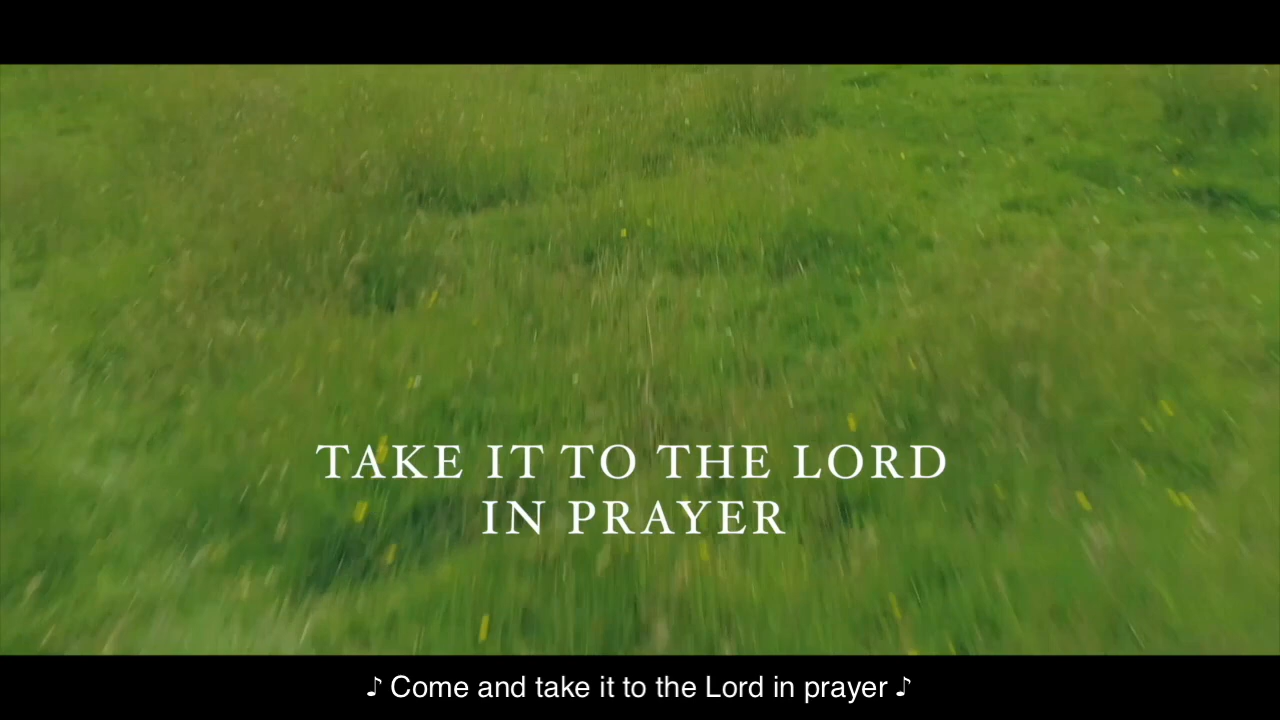 TAKE IT TO THE LORD
IN PRAYER
♪ Come and take it to the Lord in prayer ♪